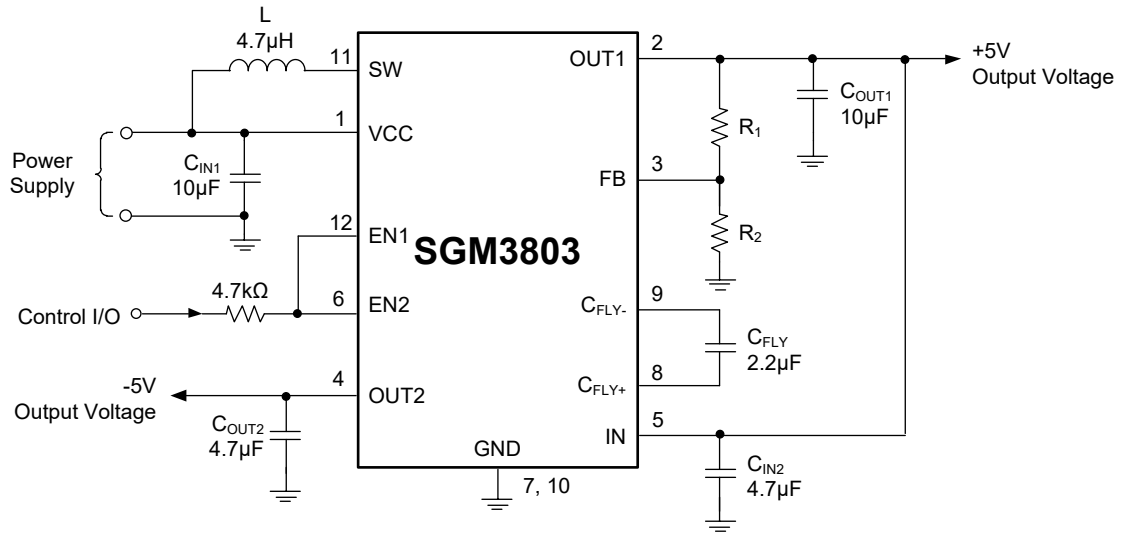 L
4.7µH
11
SW
OUT1
2
+5V
Output Voltage
COUT1
10µF
R1
1
VCC
Power
Supply
CIN1
10µF
3
FB
R2
12
EN1
SGM3803
4.7kΩ
6
EN2
Control I/O
9
CFLY-
CFLY
2.2µF
8
CFLY+
-5V
Output Voltage
4
OUT2
COUT2
4.7µF
5
IN
GND
7, 10
CIN2
4.7µF